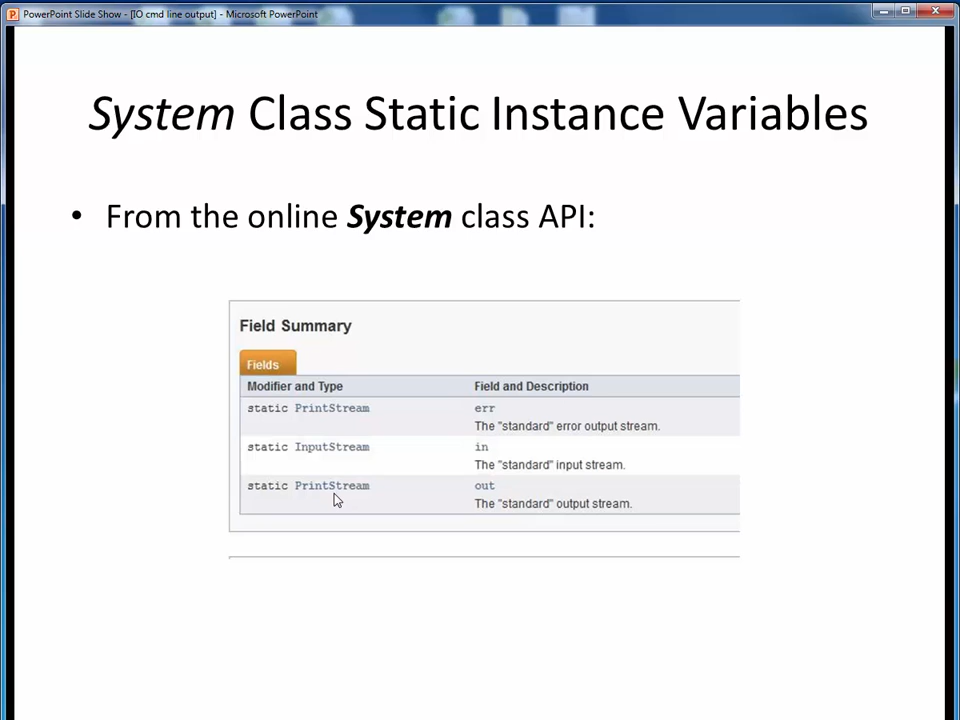 PowerPoint Slide Show - [IO cmd line output] - Microsoft PowerPoint
System Class Static Instance Variables
• From the online System class API:
Field Summary
Fields
Modifier and Type Field and Description
static PrintStream err
The "standard" error output stream.
static InputStream in
The "standard" input stream.
static PrintStream out
The "standard" output stream.